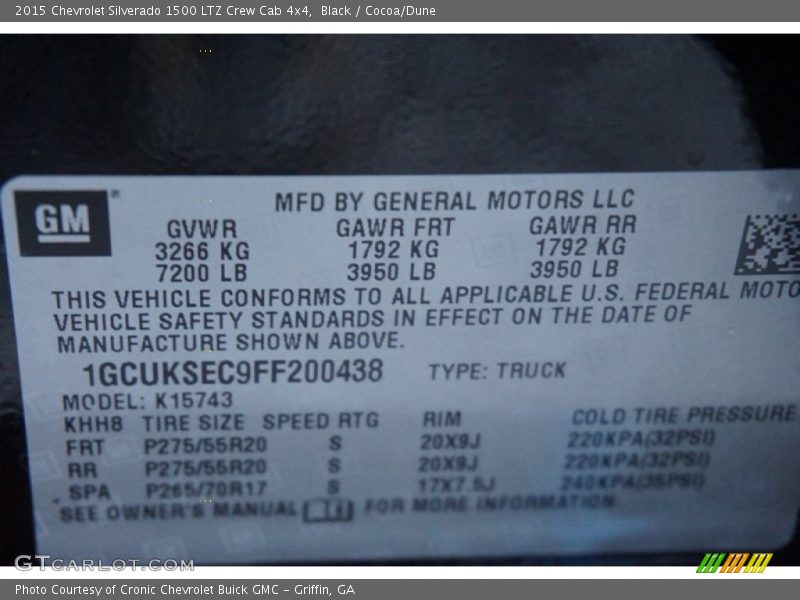 2015 Chevrolet Silverado 1500 LTZ Crew Cab 4x4, Black / Cocoa/Dune
GM
MFD BY GENERAL MOTORS LLC
GVWR GAWR FRT GAWR RR
3266 KG 1792 KG 1792 KG
7200 LB 3950 LB 3950 LB
THIS VEHICLE CONFORMS TO ALL APPLICABLE U.S. FEDERAL MOTO
VEHICLE SAFETY STANDARDS IN EFFECT ON THE DATE OF
MANUFACTURE SHOWN ABOVE.
1GCUKSEC9FF200438 TYPE: TRUCK
MODEL: K15743
KHH8 TIRE SIZE SPEED RTG RIM COLD TIRE PRESSURE
FRT P275/55R20 S 20X9J 220KPA(32PSI)
RR P275/55R20 S 20X9J 220KPA(32PSI)
SPA P265/70R17 S 17X7.5J 240KPA(35PSI)
SEE OWNER'S MANUAL FOR MORE INFORMATION
GTCarLot.com
Photo Courtesy of Cronic Chevrolet Buick GMC - Griffin, GA